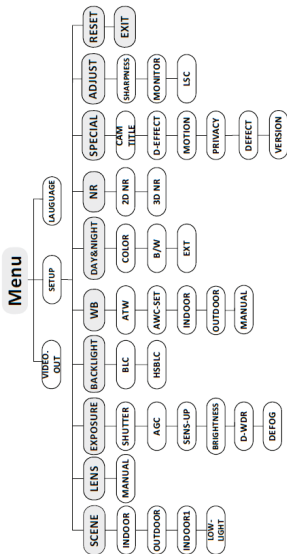 Menu
VIDEO.
OUT
SETUP
LAUGUAGE
SCENE
LENS
EXPOSURE
BACKLIGHT
WB
DAY&NIGHT
NR
SPECIAL
ADJUST
RESET
INDOOR
OUTDOOR
INDOOR1
LOW-
LIGHT
MANUAL
SHUTTER
AGC
SENS-UP
BRIGHTNESS
D-WDR
DEFOG
BLC
HSBLC
ATW
AWC-SET
INDOOR
OUTDOOR
MANUAL
COLOR
B/W
EXT
2D NR
3D NR
CAM
TITLE
D-EFFECT
MOTION
PRIVACY
DEFECT
VERSION
SHARPNESS
MONITOR
LSC
EXIT